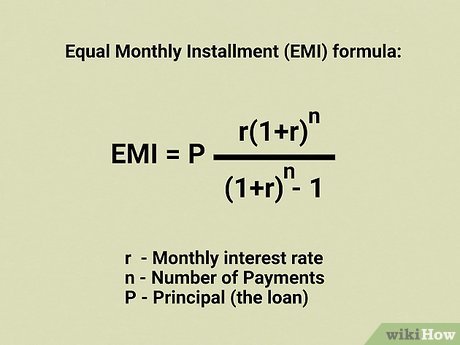 Equal Monthly Installment (EMI) formula:
EMI = P r(1+r)^n / (1+r)^n - 1
r - Monthly interest rate
n - Number of Payments
P - Principal (the loan)
wikiHow